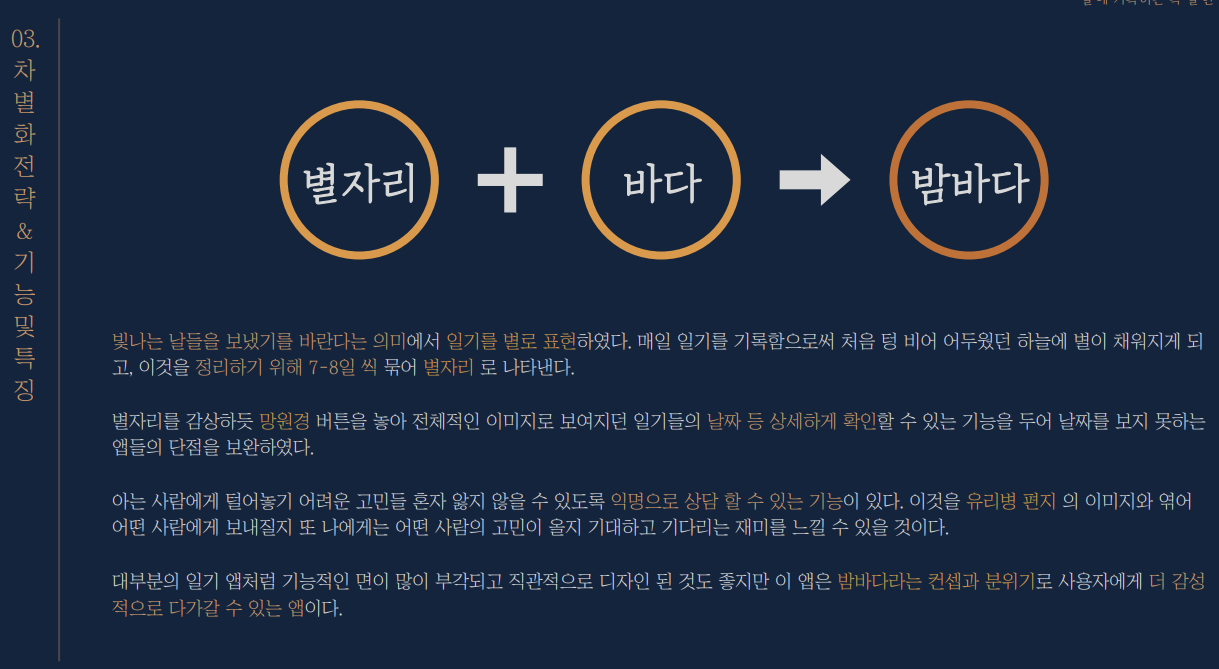 03.
차
별
화
전
략
&
기
능
및
특
징
별자리
바다
밤바다
빛나는 날들을 보냈기를 바란다는 의미에서 일기를 별로 표현하였다. 매일 일기를 기록함으로써 처음 텅 비어 어두웠던 하늘에 별이 채워지게 되
고, 이것을 정리하기 위해 7-8일 씩 묶어 별자리 로 나타낸다.
별자리를 감상하듯 망원경 버튼을 놓아 전체적인 이미지로 보여지던 일기들의 날짜 등 상세하게 확인할 수 있는 기능을 두어 날짜를 보지 못하는
앱들의 단점을 보완하였다.
아는 사람에게 털어놓기 어려운 고민들 혼자 앓지 않을 수 있도록 익명으로 상담 할 수 있는 기능이 있다. 이것을 유리병 편지 의 이미지와 엮어
어떤 사람에게 보내질지 또 나에게는 어떤 사람의 고민이 올지 기대하고 기다리는 재미를 느낄 수 있을 것이다.
대부분의 일기 앱처럼 기능적인 면이 많이 부각되고 직관적으로 디자인 된 것도 좋지만 이 앱은 밤바다라는 컨셉과 분위기로 사용자에게 더 감성
적으로 다가갈 수 있는 앱이다.